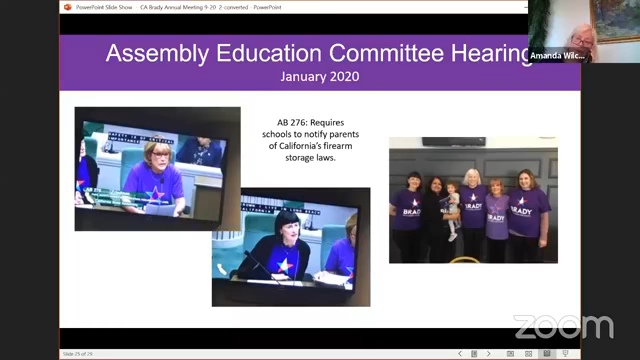 PowerPoint Slide Show - CA Brady Annual Meeting 9-20 2-converted - PowerPoint
Amanda Wilc...
Assembly Education Committee Hearing
January 2020
AB 276: Requires
schools to notify parents
of California's firearm
storage laws.
BRADY
BRADY
CALIFORNIA
Slide 25 of 29
zoom